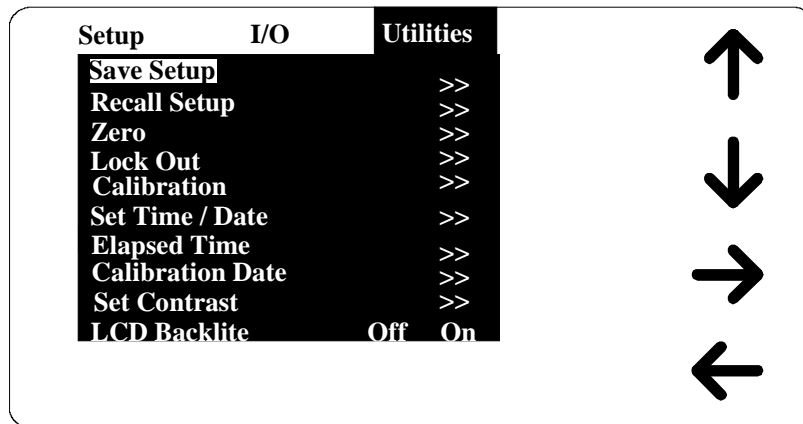 Setup I/O Utilities
Save Setup >>
Recall Setup >>
Zero >>
Lock Out >>
Calibration >>
Set Time / Date >>
Elapsed Time >>
Calibration Date >>
Set Contrast >>
LCD Backlite Off On